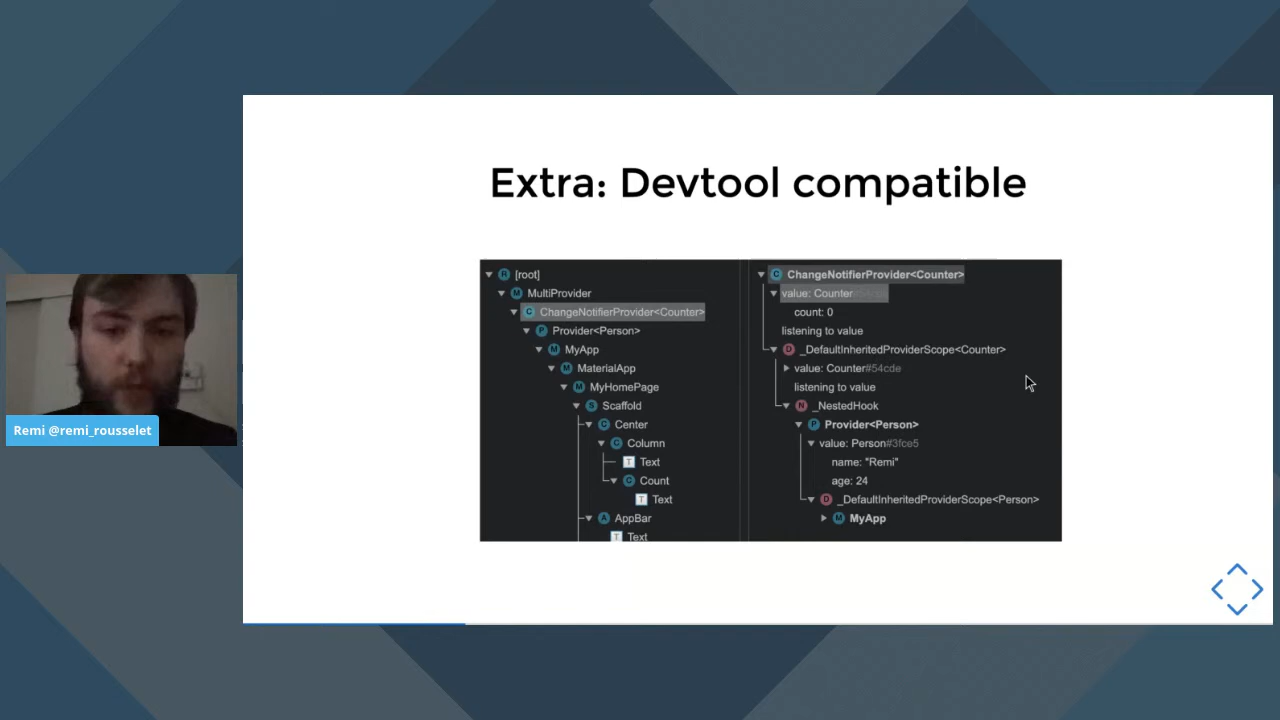 Extra: Devtool compatible
[root]
MultiProvider
ChangeNotifierProvider<Counter>
Provider<Person>
MyApp
MaterialApp
MyHomePage
Scaffold
Center
Column
Text
Count
Text
AppBar
Text
ChangeNotifierProvider<Counter>
value: Counter
count: 0
listening to value
_DefaultInheritedProviderScope<Counter>
value: Counter#54cde
listening to value
_NestedHook
Provider<Person>
value: Person#3fce5
name: "Remi"
age: 24
_DefaultInheritedProviderScope<Person>
MyApp
Remi @remi_rousselet